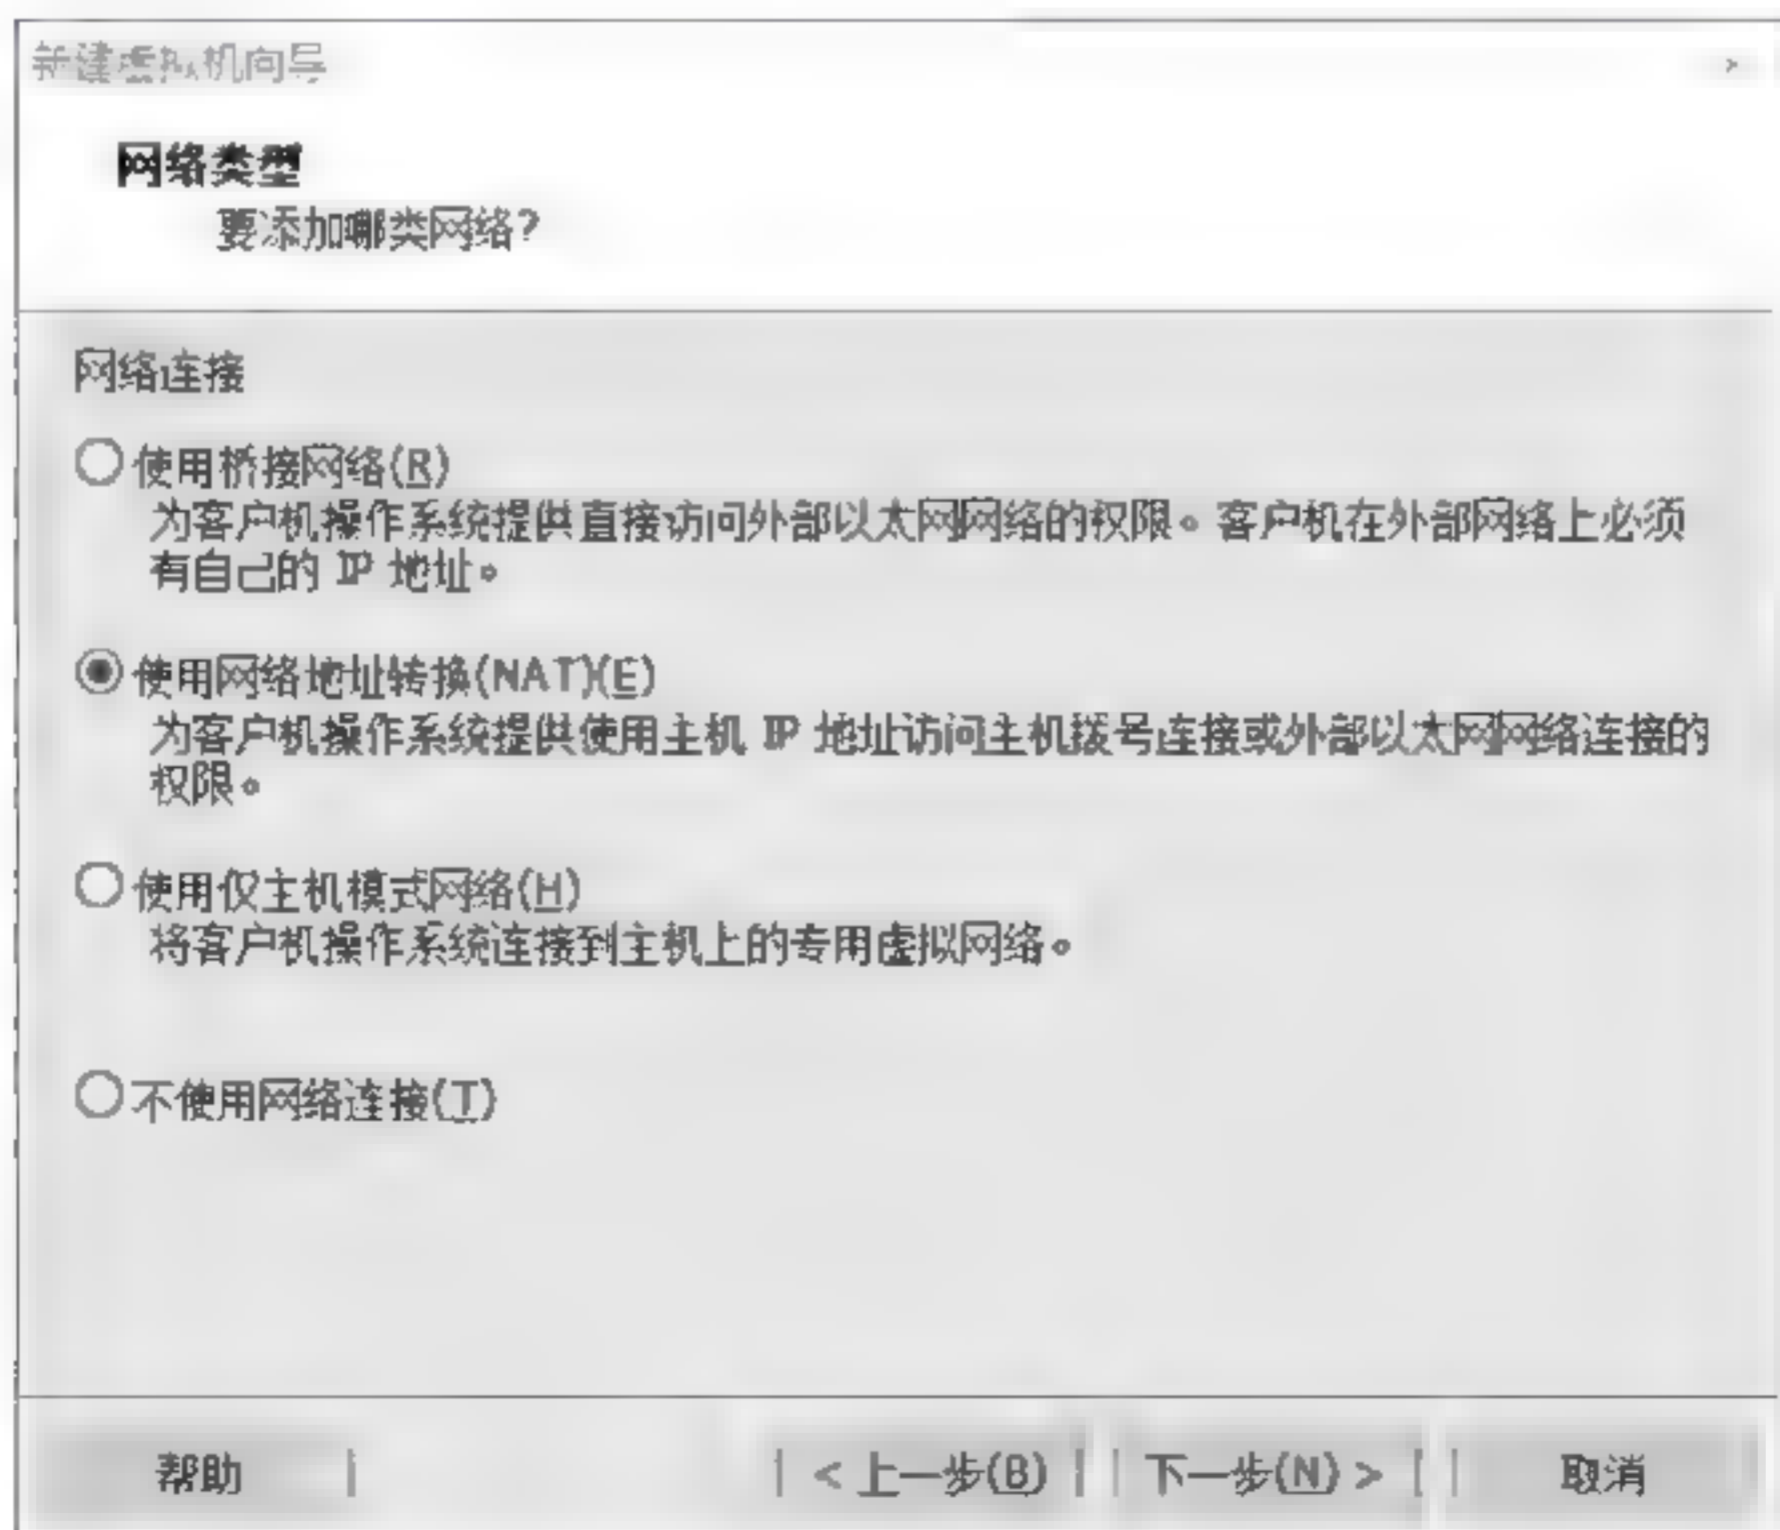 新建虚拟机向导
网络类型
要添加哪类网络?
网络连接
使用桥接网络(R)
为客户机操作系统提供直接访问外部以太网网络的权限。客户机在外部网络上必须
有自己的 IP 地址。
使用网络地址转换(NAT)(E)
为客户机操作系统提供使用主机 IP 地址访问主机拨号连接或外部以太网网络连接的
权限。
使用仅主机模式网络(H)
将客户机操作系统连接到主机上的专用虚拟网络。
不使用网络连接(T)
帮助
< 上一步(B)
下一步(N) >
取消